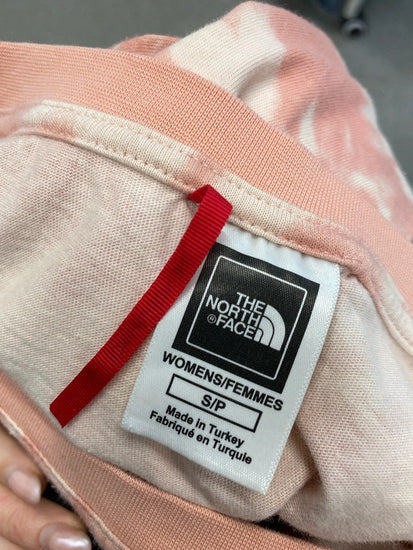 THE
NORTH
FACE
®
WOMENS/FEMMES
S/P
Made in Turkey
Fabriqué en Turquie